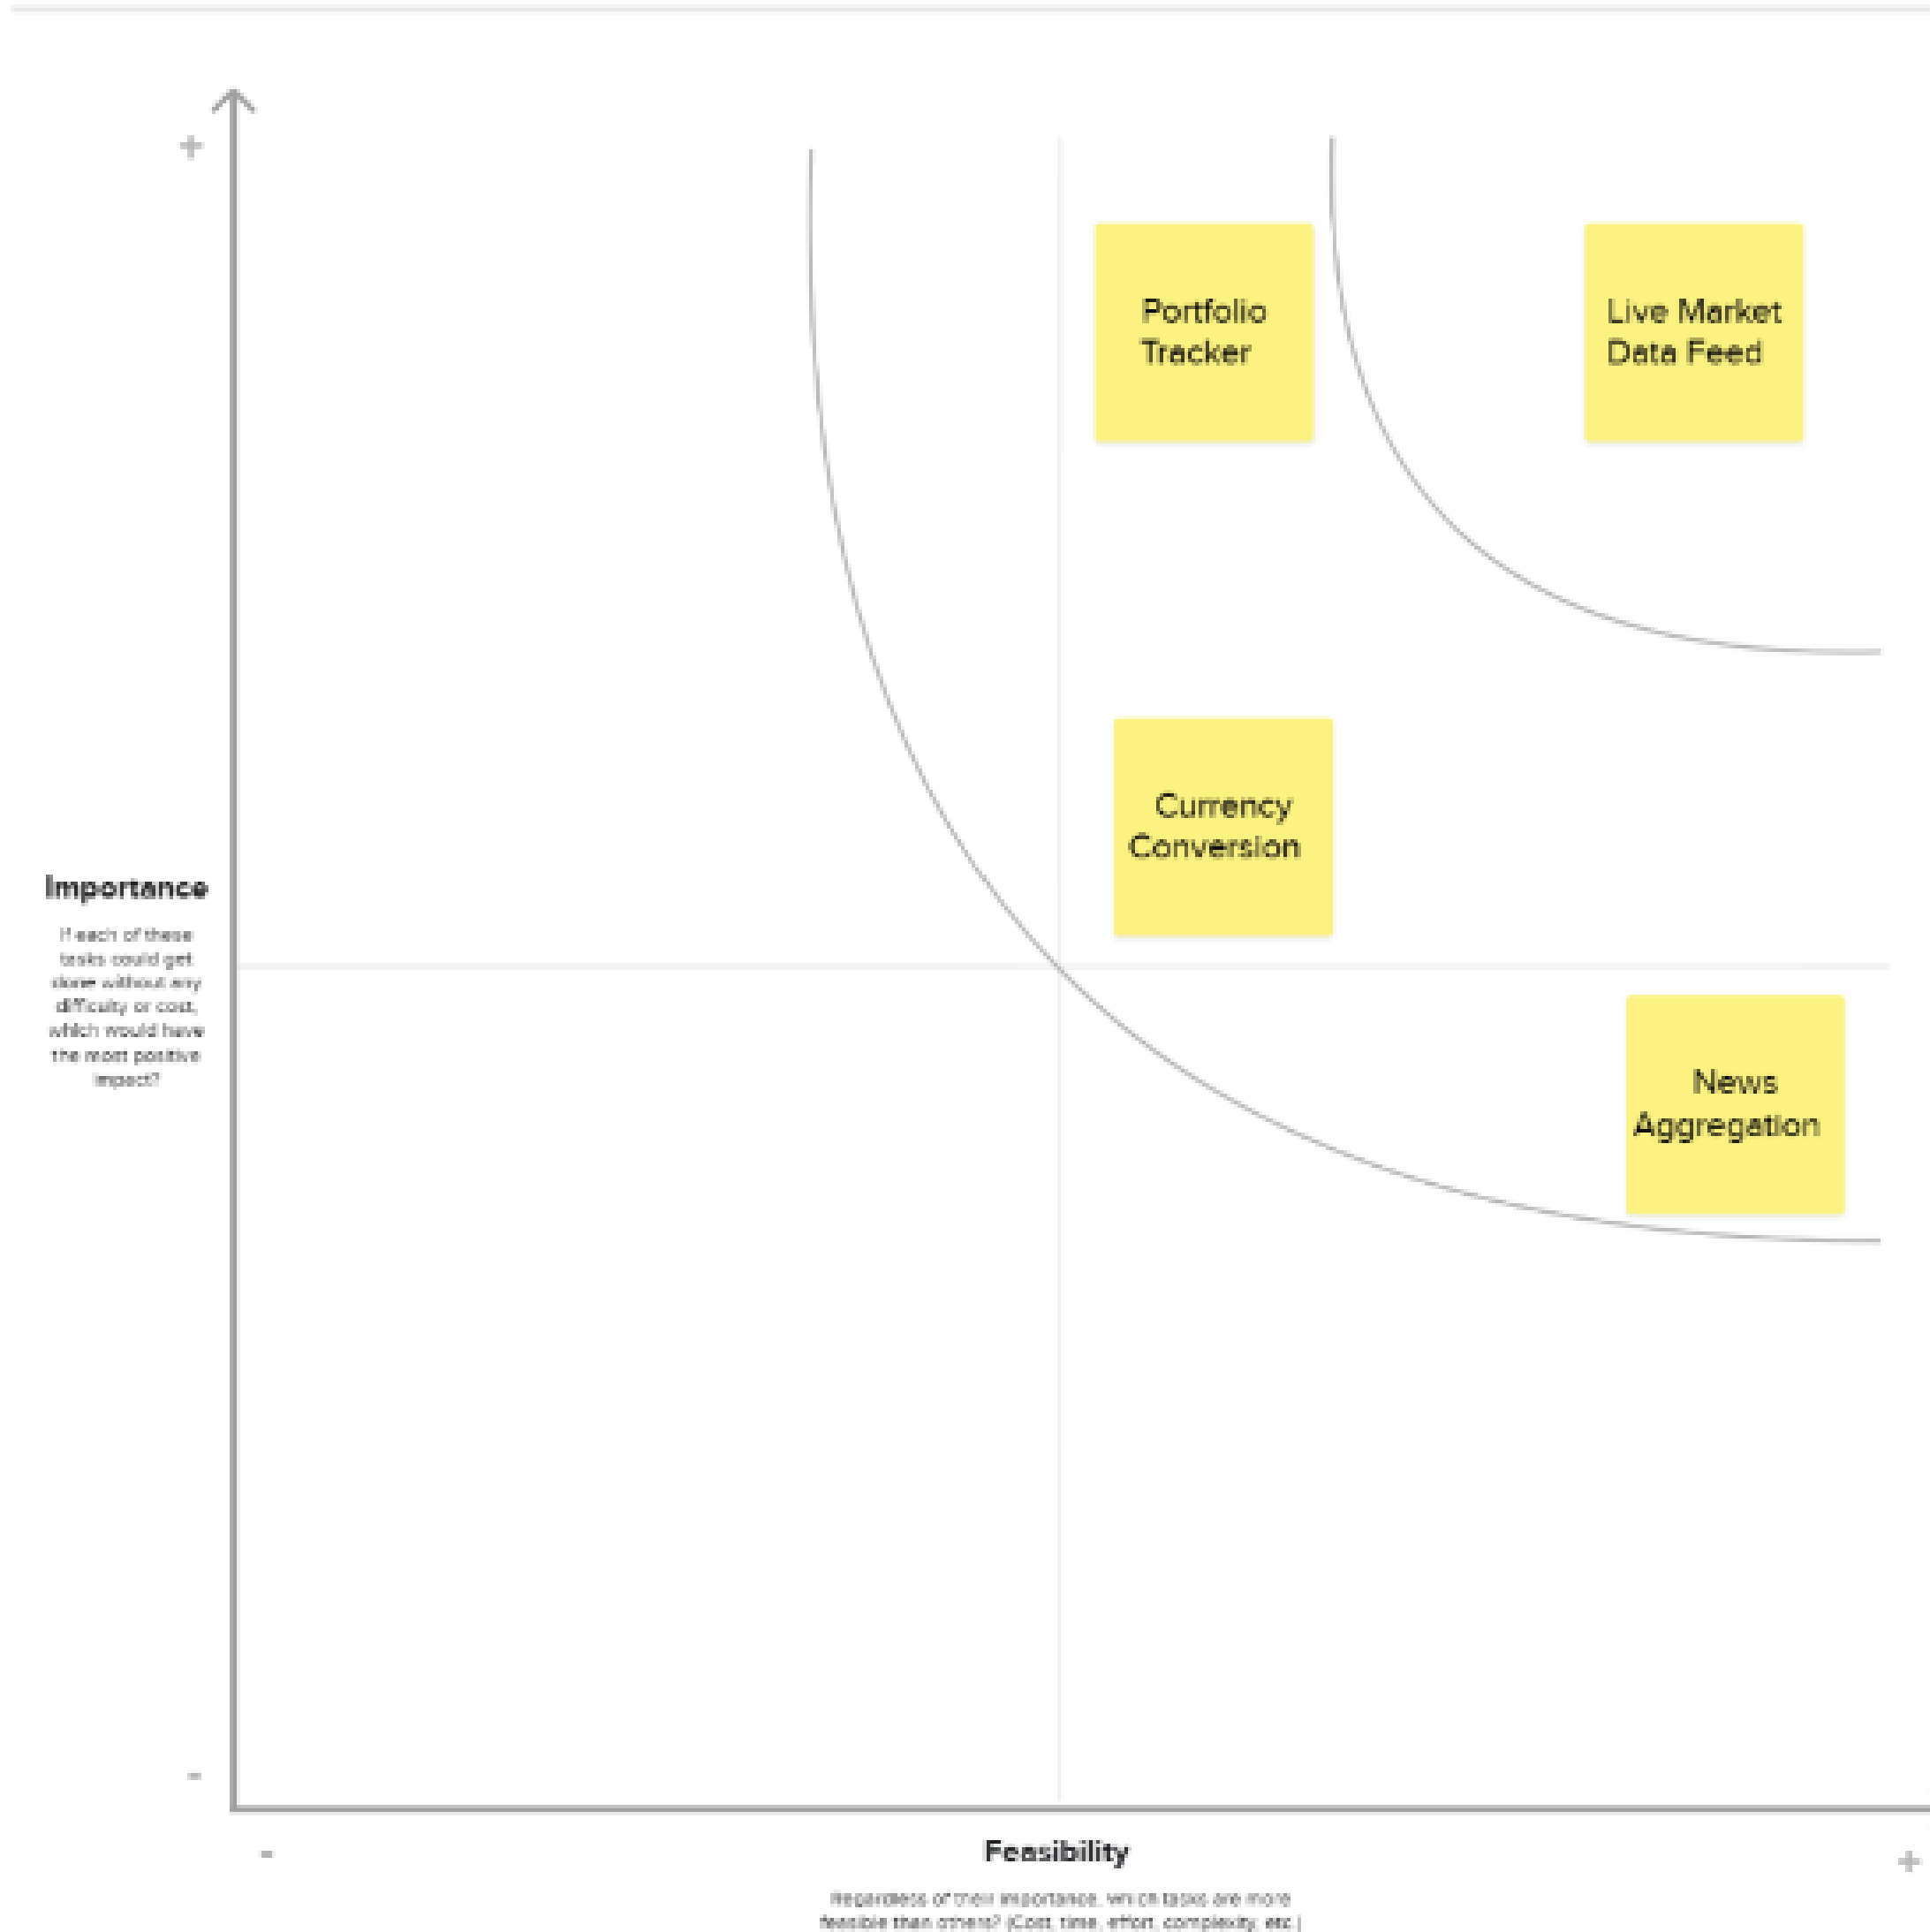 +
Portfolio
Tracker
Live Market
Data Feed
Currency
Conversion
Importance
If each of these
tasks could get
done without any
difficulty or cost,
which would have
the most positive
impact?
News
Aggregation
-
-
Feasibility
+
Regardless of their importance, which tasks are more
feasible than others? (Cost, time, effort, complexity, etc.)